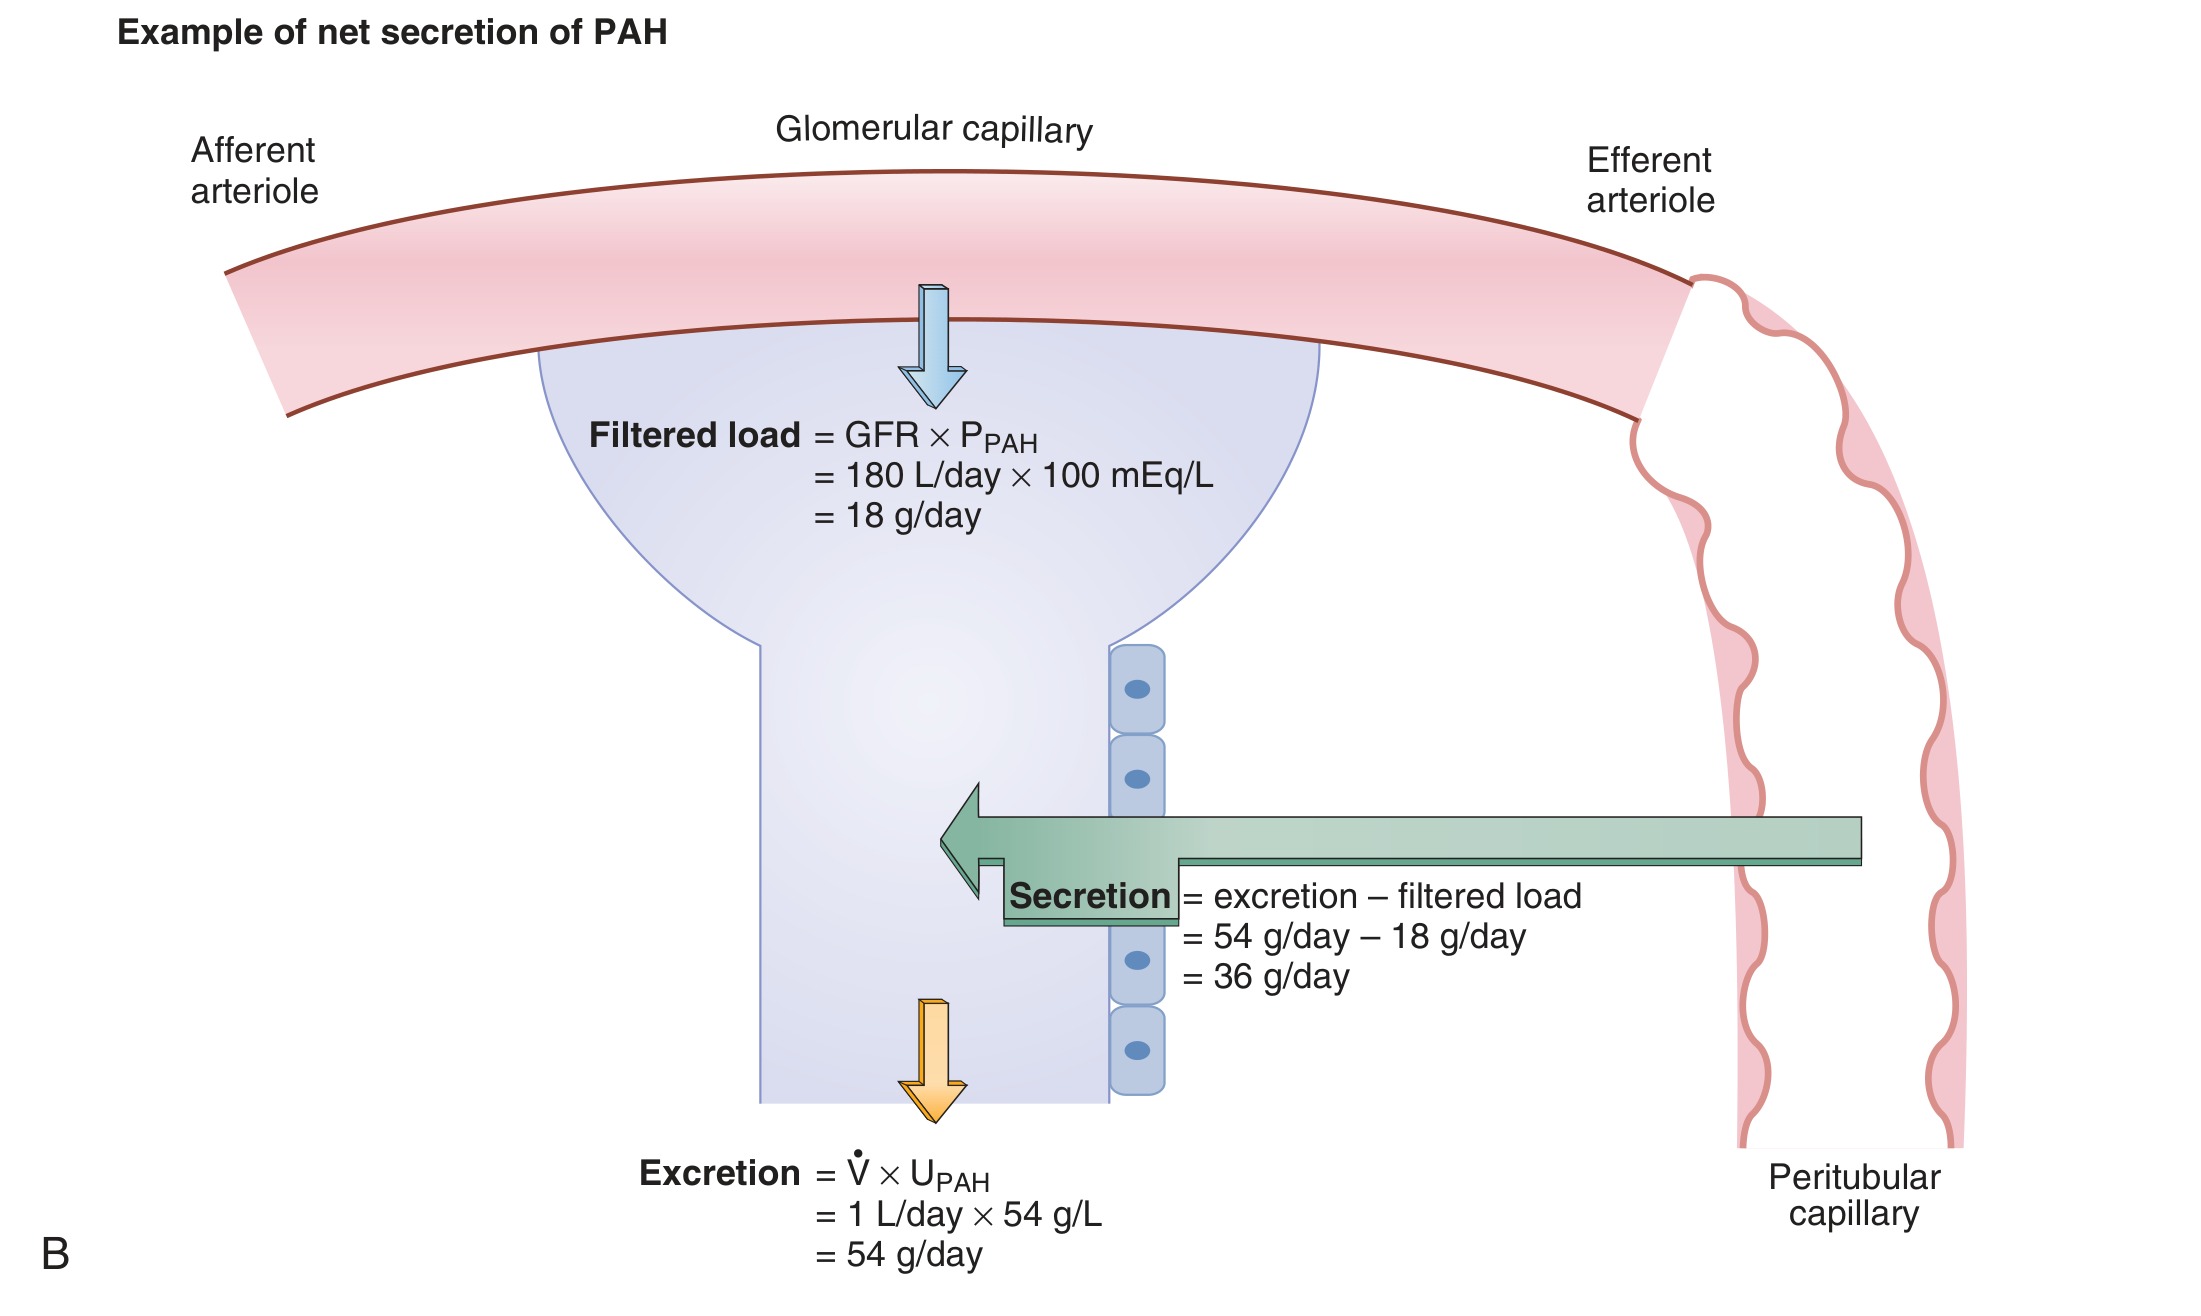 Example of net secretion of PAH
Glomerular capillary
Afferent
arteriole
Efferent
arteriole
Filtered load = GFR × PPAH
= 180 L/day × 100 mEq/L
= 18 g/day
Secretion = excretion – filtered load
= 54 g/day – 18 g/day
= 36 g/day
Excretion = V̇ × UPAH
= 1 L/day × 54 g/L
= 54 g/day
Peritubular
capillary
B